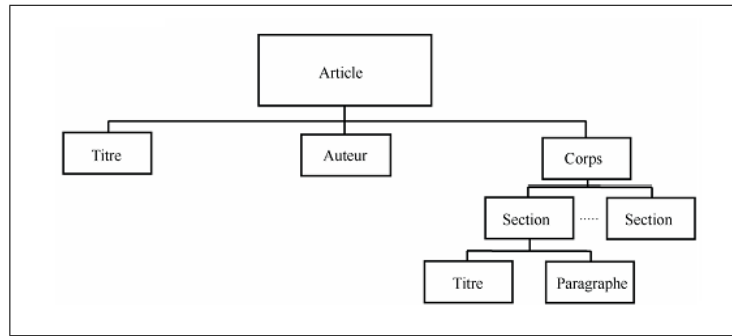 Article
Titre Auteur Corps
Section ..... Section
Titre Paragraphe